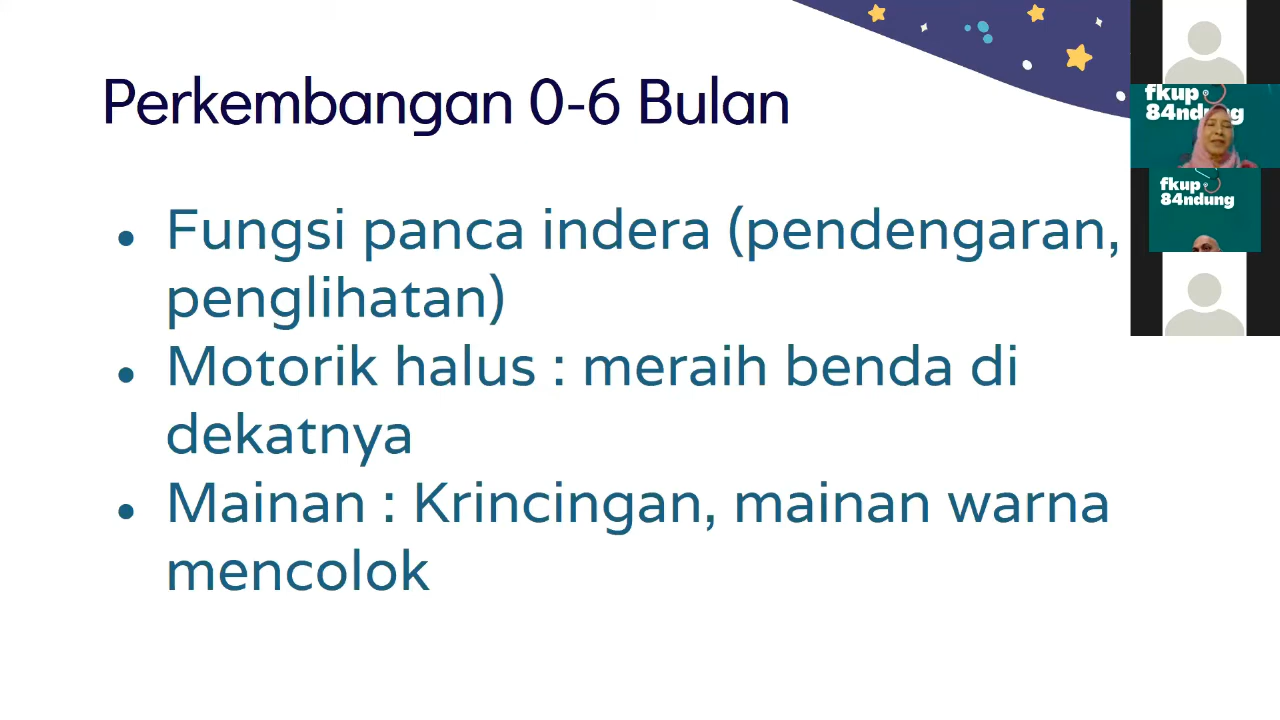 Perkembangan 0-6 Bulan
• Fungsi panca indera (pendengaran,
penglihatan)
• Motorik halus : meraih benda di
dekatnya
• Mainan : Krincingan, mainan warna
mencolok
fkup
84ndung
fkup
84ndung